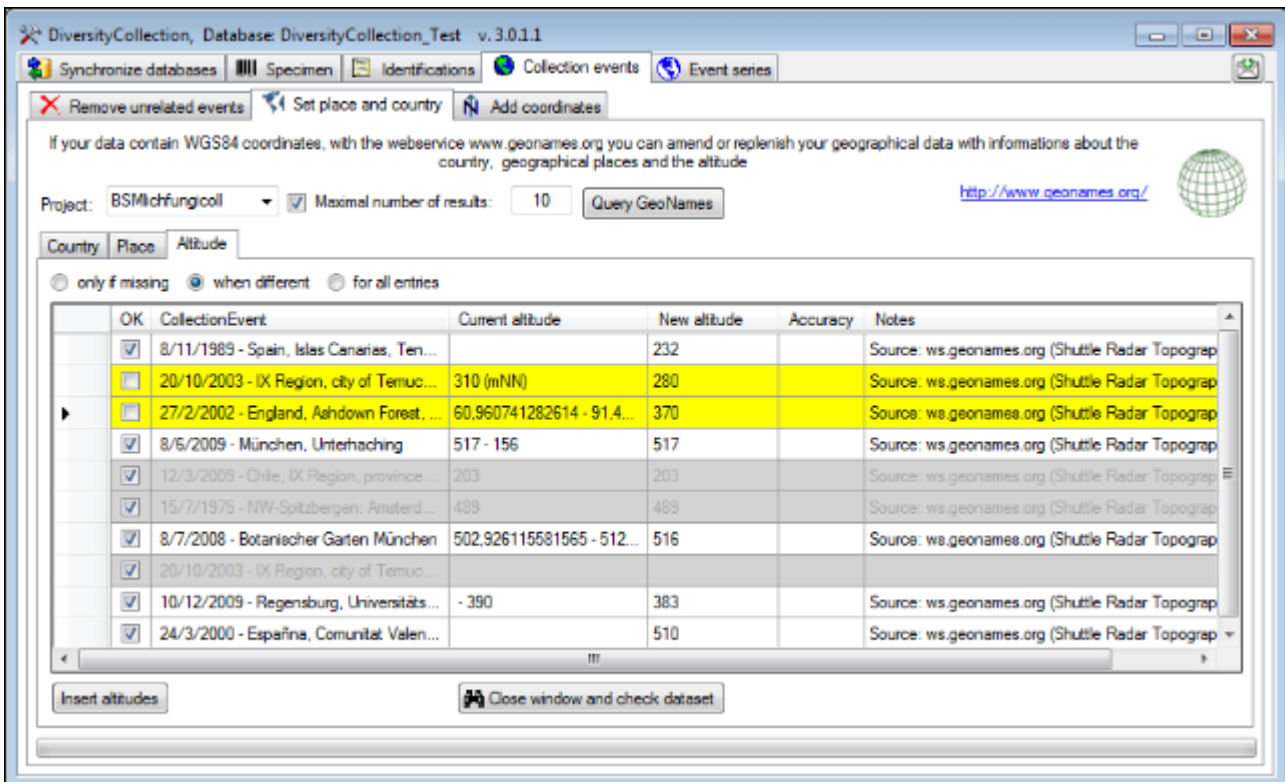 DiversityCollection, Database: DiversityCollection_Test v. 3.0.1.1
Synchronize databases Specimen Identifications Collection events Event series
Remove unrelated events Set place and country Add coordinates
If your data contain WGS84 coordinates, with the webservice www.geonames.org you can amend or replenish your geographical data with informations about the
country, geographical places and the altitude
http://www.geonames.org/
Project: BSMlichfungicoll Maximal number of results: 10 Query GeoNames
Country Place Altitude
only if missing when different for all entries
OK CollectionEvent Current altitude New altitude Accuracy Notes
8/11/1989 - Spain, Islas Canarias, Ten... 232 Source: ws.geonames.org (Shuttle Radar Topograp
20/10/2003 - IX Region, city of Temuc... 310 (mNN) 280 Source: ws.geonames.org (Shuttle Radar Topograp
27/2/2002 - England, Ashdown Forest, ... 60,960741282614 - 91,4... 370 Source: ws.geonames.org (Shuttle Radar Topograp
8/6/2009 - München, Unterhaching 517 - 156 517 Source: ws.geonames.org (Shuttle Radar Topograp
12/3/2009 - Chile, IX Region, province ... 203 203 Source: ws.geonames.org (Shuttle Radar Topograp
15/7/1975 - NW-Spitzbergen: Amsterd... 489 489 Source: ws.geonames.org (Shuttle Radar Topograp
8/7/2008 - Botanischer Garten München 502,926115581565 - 512... 516 Source: ws.geonames.org (Shuttle Radar Topograp
20/10/2003 - IX Region, city of Temuc...
10/12/2009 - Regensburg, Universitäts... - 390 383 Source: ws.geonames.org (Shuttle Radar Topograp
24/3/2000 - Españna, Comunitat Valen... 510 Source: ws.geonames.org (Shuttle Radar Topograp
Insert altitudes Close window and check dataset